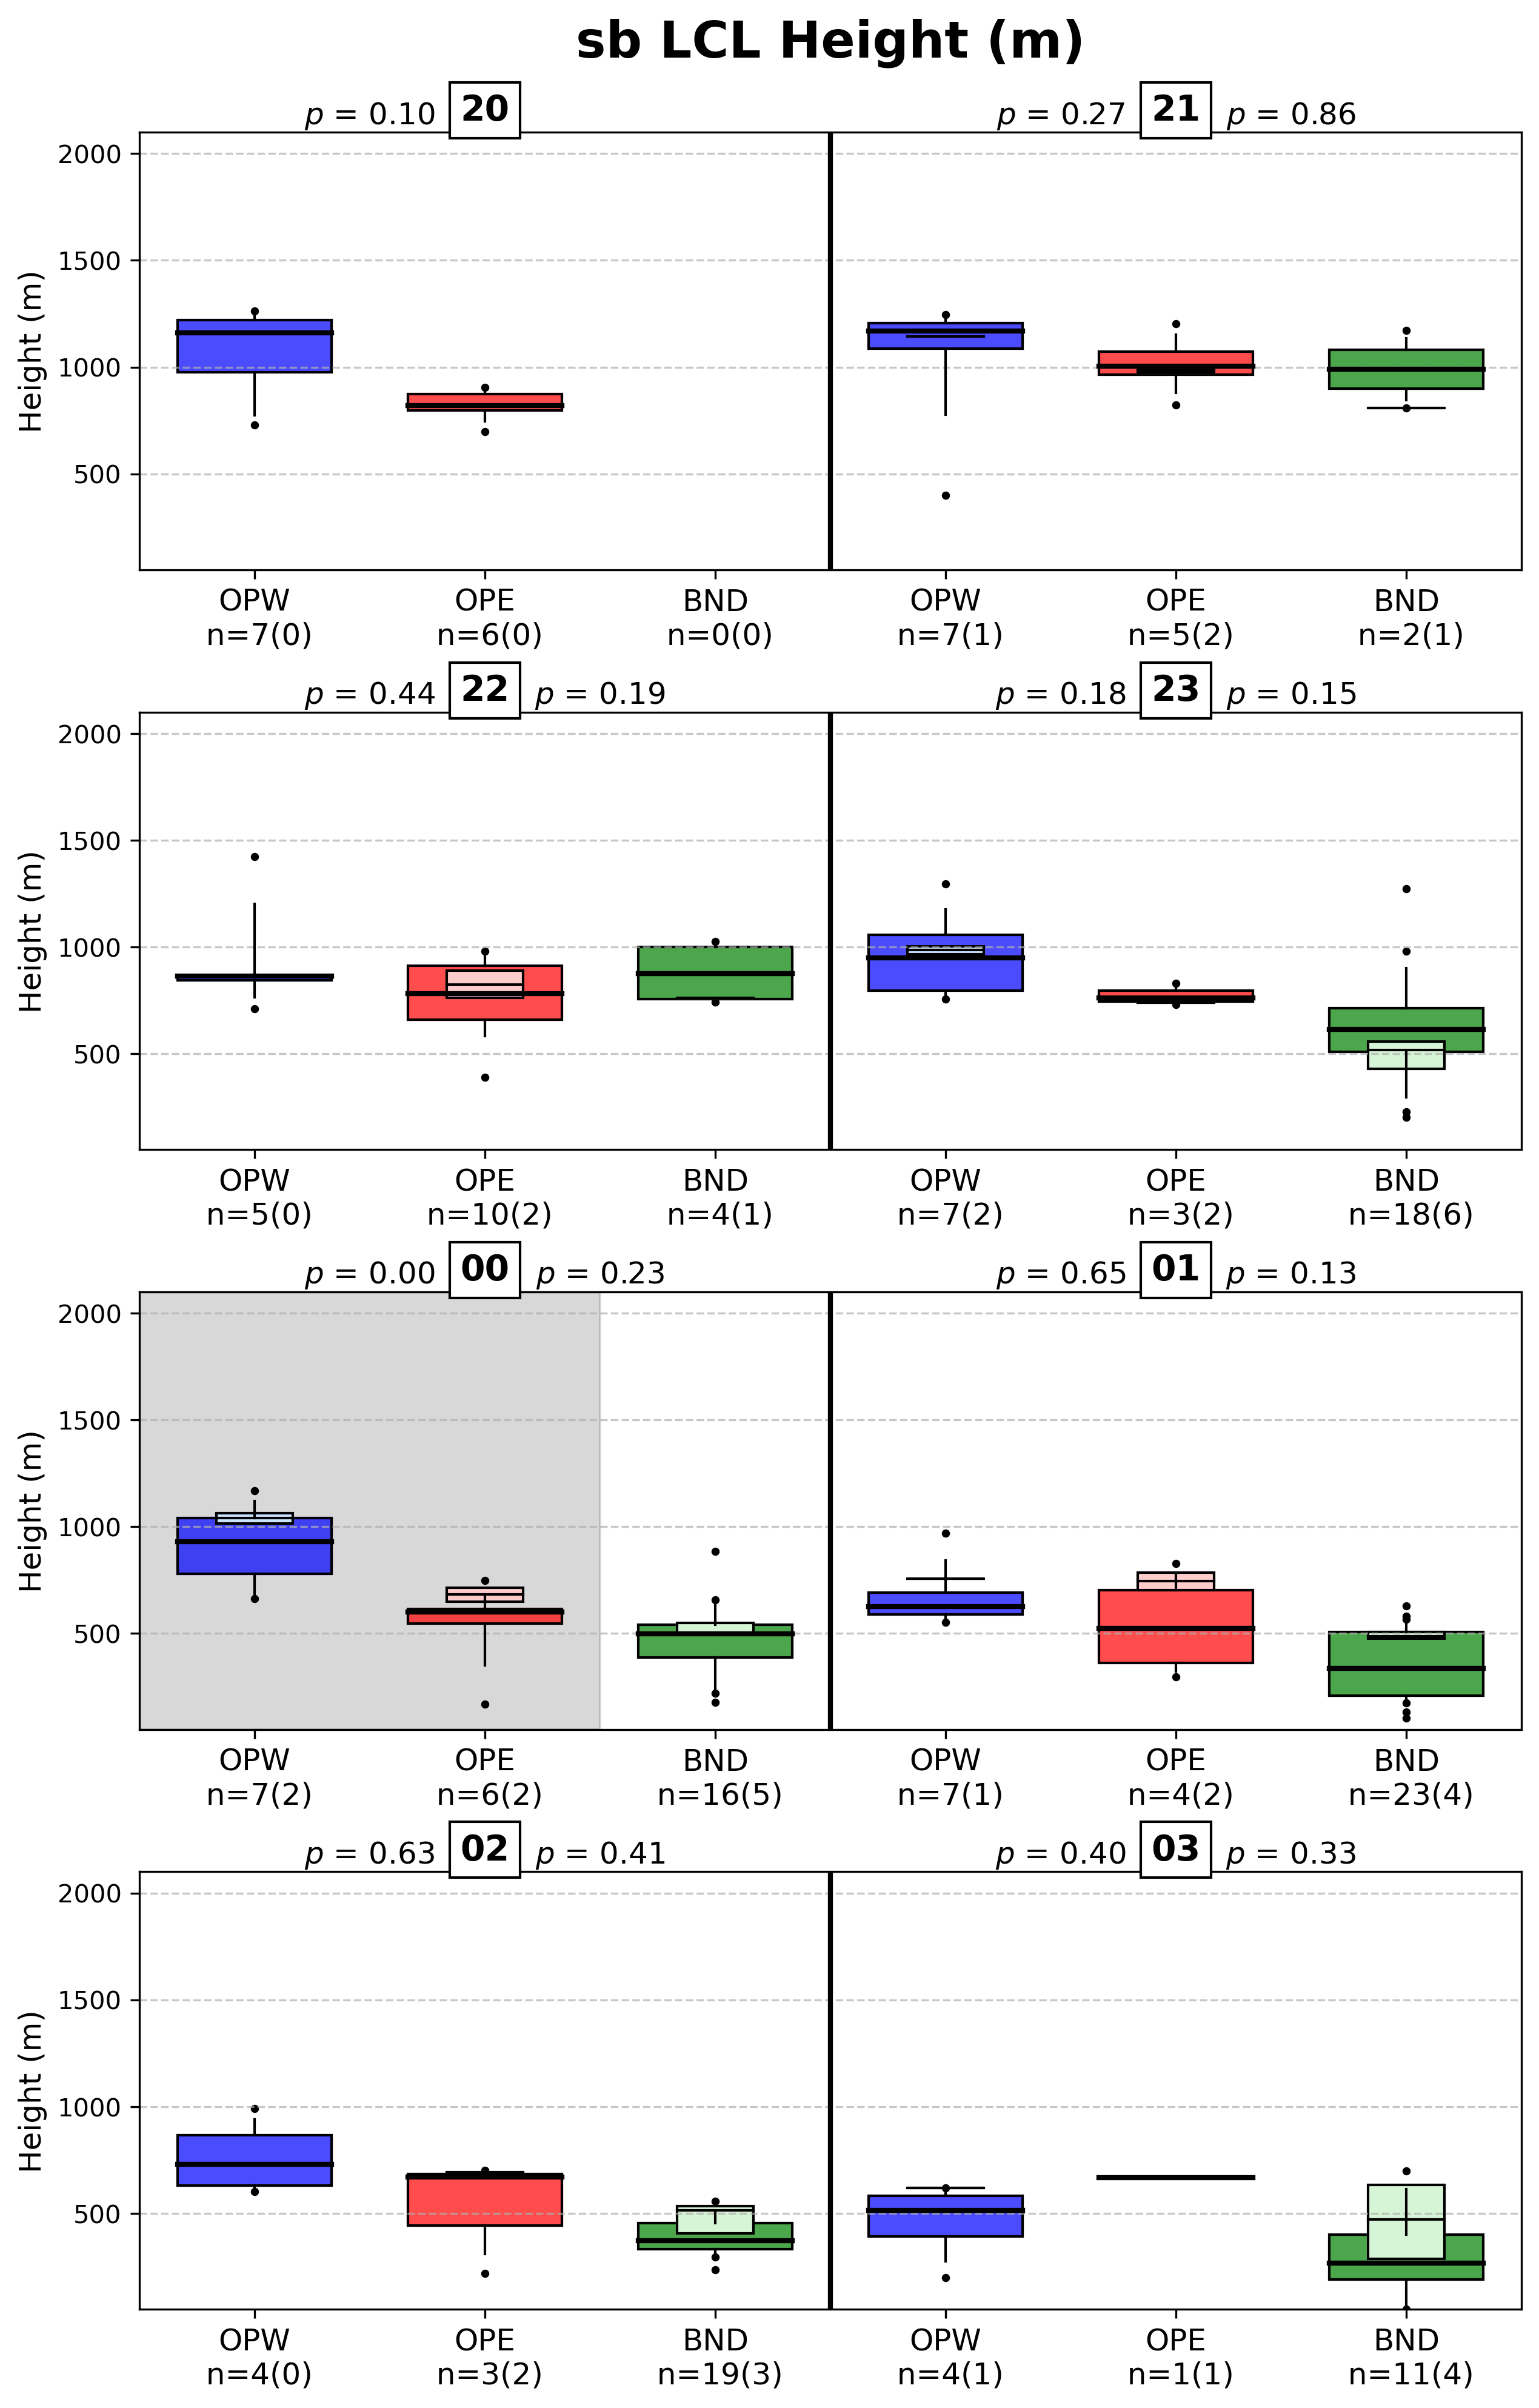 sb LCL Height (m)
p = 0.10 20
p = 0.27 21 p = 0.86
Height (m)
2000
1500
1000
500
OPW OPE BND OPW OPE BND
n=7(0) n=6(0) n=0(0) n=7(1) n=5(2) n=2(1)
p = 0.44 22 p = 0.19
p = 0.18 23 p = 0.15
Height (m)
2000
1500
1000
500
OPW OPE BND OPW OPE BND
n=5(0) n=10(2) n=4(1) n=7(2) n=3(2) n=18(6)
p = 0.00 00 p = 0.23
p = 0.65 01 p = 0.13
Height (m)
2000
1500
1000
500
OPW OPE BND OPW OPE BND
n=7(2) n=6(2) n=16(5) n=7(1) n=4(2) n=23(4)
p = 0.63 02 p = 0.41
p = 0.40 03 p = 0.33
Height (m)
2000
1500
1000
500
OPW OPE BND OPW OPE BND
n=4(0) n=3(2) n=19(3) n=4(1) n=1(1) n=11(4)